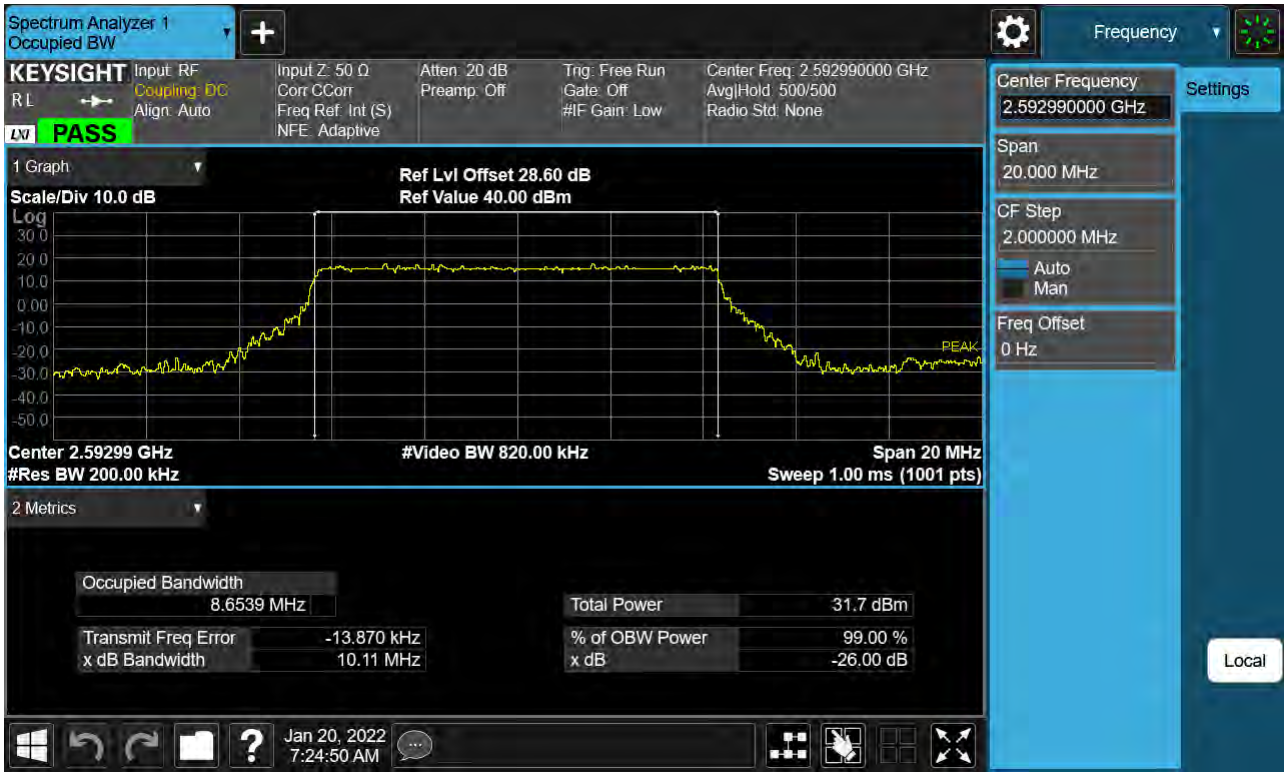 Spectrum Analyzer 1
Occupied BW
Frequency
KEYSIGHT
R L
LXI
PASS
Input: RF
Coupling: DC
Align: Auto
Input Z: 50 Ω
Corr CCorr
Freq Ref: Int (S)
NFE: Adaptive
Atten: 20 dB
Preamp: Off
Trig: Free Run
Gate: Off
#IF Gain: Low
Center Freq: 2.592990000 GHz
Avg|Hold: 500/500
Radio Std: None
Center Frequency
2.592990000 GHz
Settings
Span
20.000 MHz
CF Step
2.000000 MHz
Auto
Man
Freq Offset
0 Hz
1 Graph
Ref Lvl Offset 28.60 dB
Scale/Div 10.0 dB
Ref Value 40.00 dBm
Log
30.0
20.0
10.0
0.00
-10.0
-20.0
-30.0
-40.0
-50.0
PEAK
Center 2.59299 GHz
#Video BW 820.00 kHz
Span 20 MHz
#Res BW 200.00 kHz
Sweep 1.00 ms (1001 pts)
2 Metrics
Occupied Bandwidth
8.6539 MHz
Total Power
31.7 dBm
Transmit Freq Error
-13.870 kHz
% of OBW Power
99.00 %
x dB Bandwidth
10.11 MHz
x dB
-26.00 dB
Local
Jan 20, 2022
7:24:50 AM